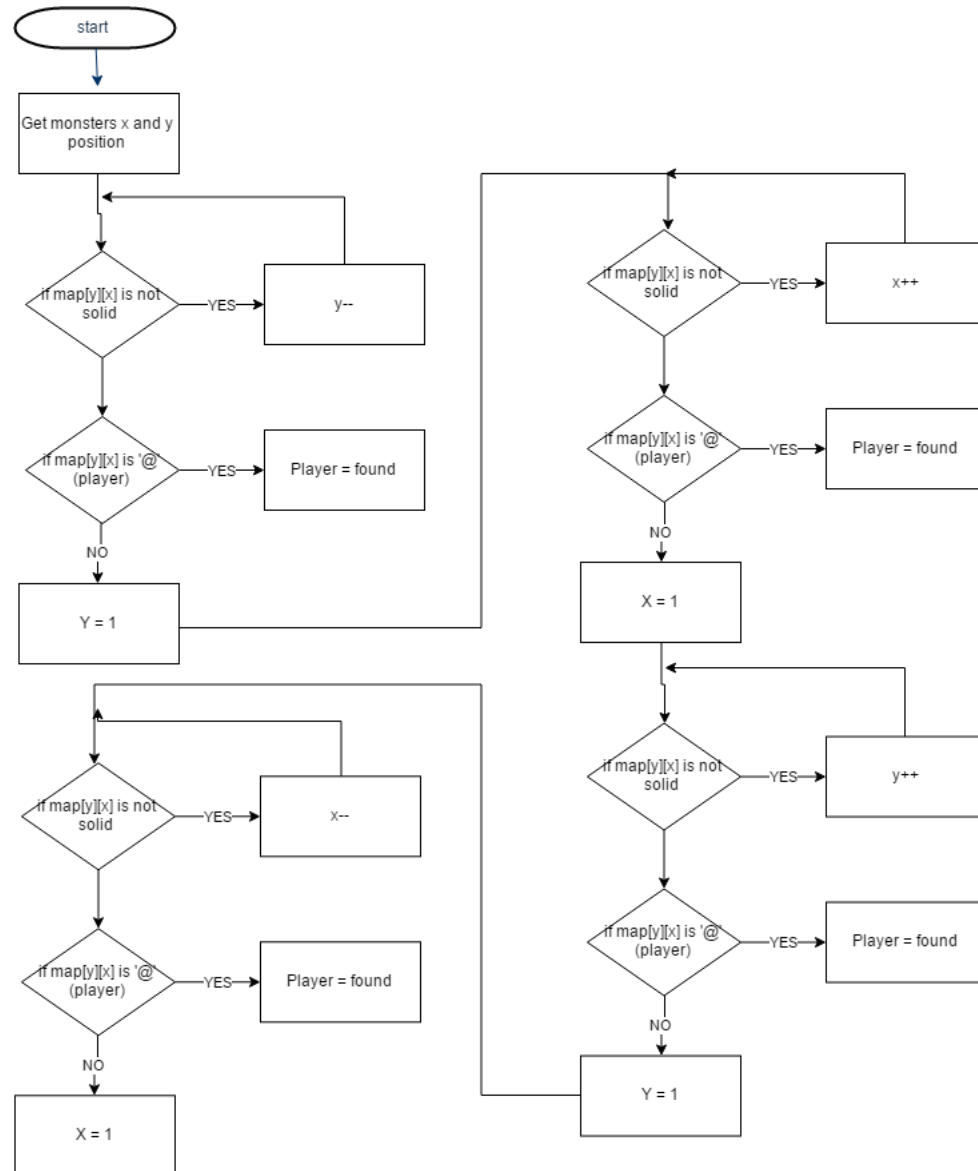 start
Get monsters x and y
position
if map[y][x] is not
solid
YES
y--
if map[y][x] is '@'
(player)
YES
Player = found
NO
Y = 1
if map[y][x] is not
solid
YES
x++
if map[y][x] is '@'
(player)
YES
Player = found
NO
X = 1
if map[y][x] is not
solid
YES
y++
if map[y][x] is '@'
(player)
YES
Player = found
NO
Y = 1
if map[y][x] is not
solid
YES
x--
if map[y][x] is '@'
(player)
YES
Player = found
NO
X = 1